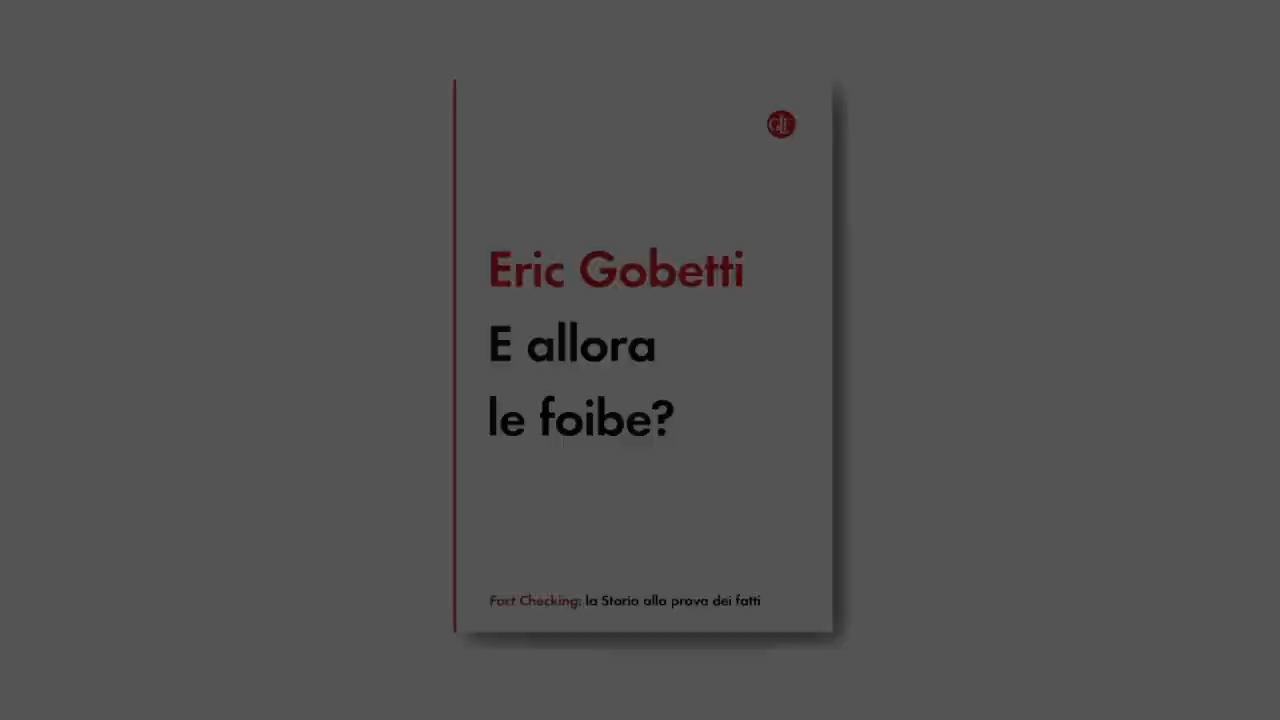 Eric Gobetti
E allora
le foibe?
Fact Checking: la Storia alla prova dei fatti